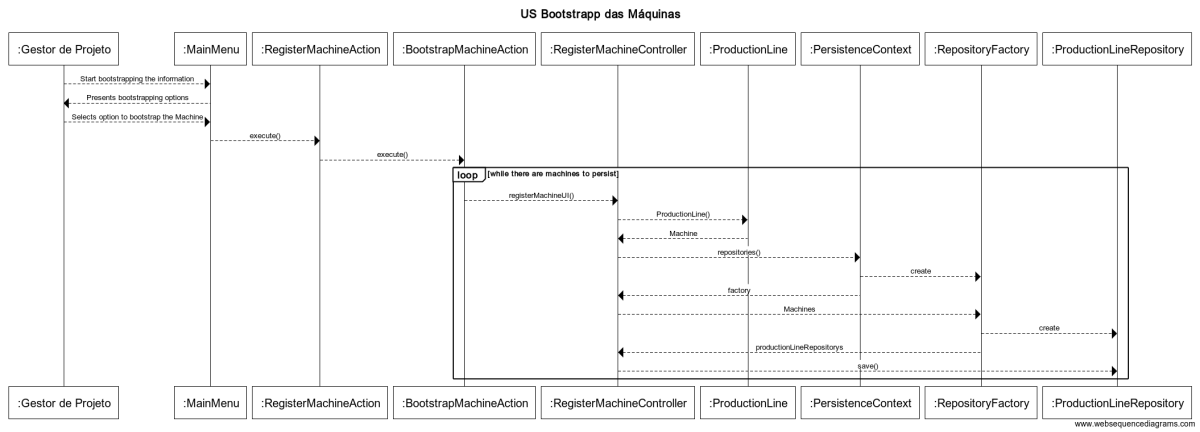 US Bootstrapp das Máquinas
:Gestor de Projeto
:MainMenu
:RegisterMachineAction
:BootstrapMachineAction
:RegisterMachineController
:ProductionLine
:PersistenceContext
:RepositoryFactory
:ProductionLineRepository
Start bootstrapping the information
Presents bootstrapping options
Selects option to bootstrap the Machine
execute()
execute()
loop [while there are machines to persist]
registerMachineUI()
ProductionLine()
Machine
repositories()
create
factory
Machines
create
productionLineRepositorys
save()
:Gestor de Projeto
:MainMenu
:RegisterMachineAction
:BootstrapMachineAction
:RegisterMachineController
:ProductionLine
:PersistenceContext
:RepositoryFactory
:ProductionLineRepository
www.websequencediagrams.com